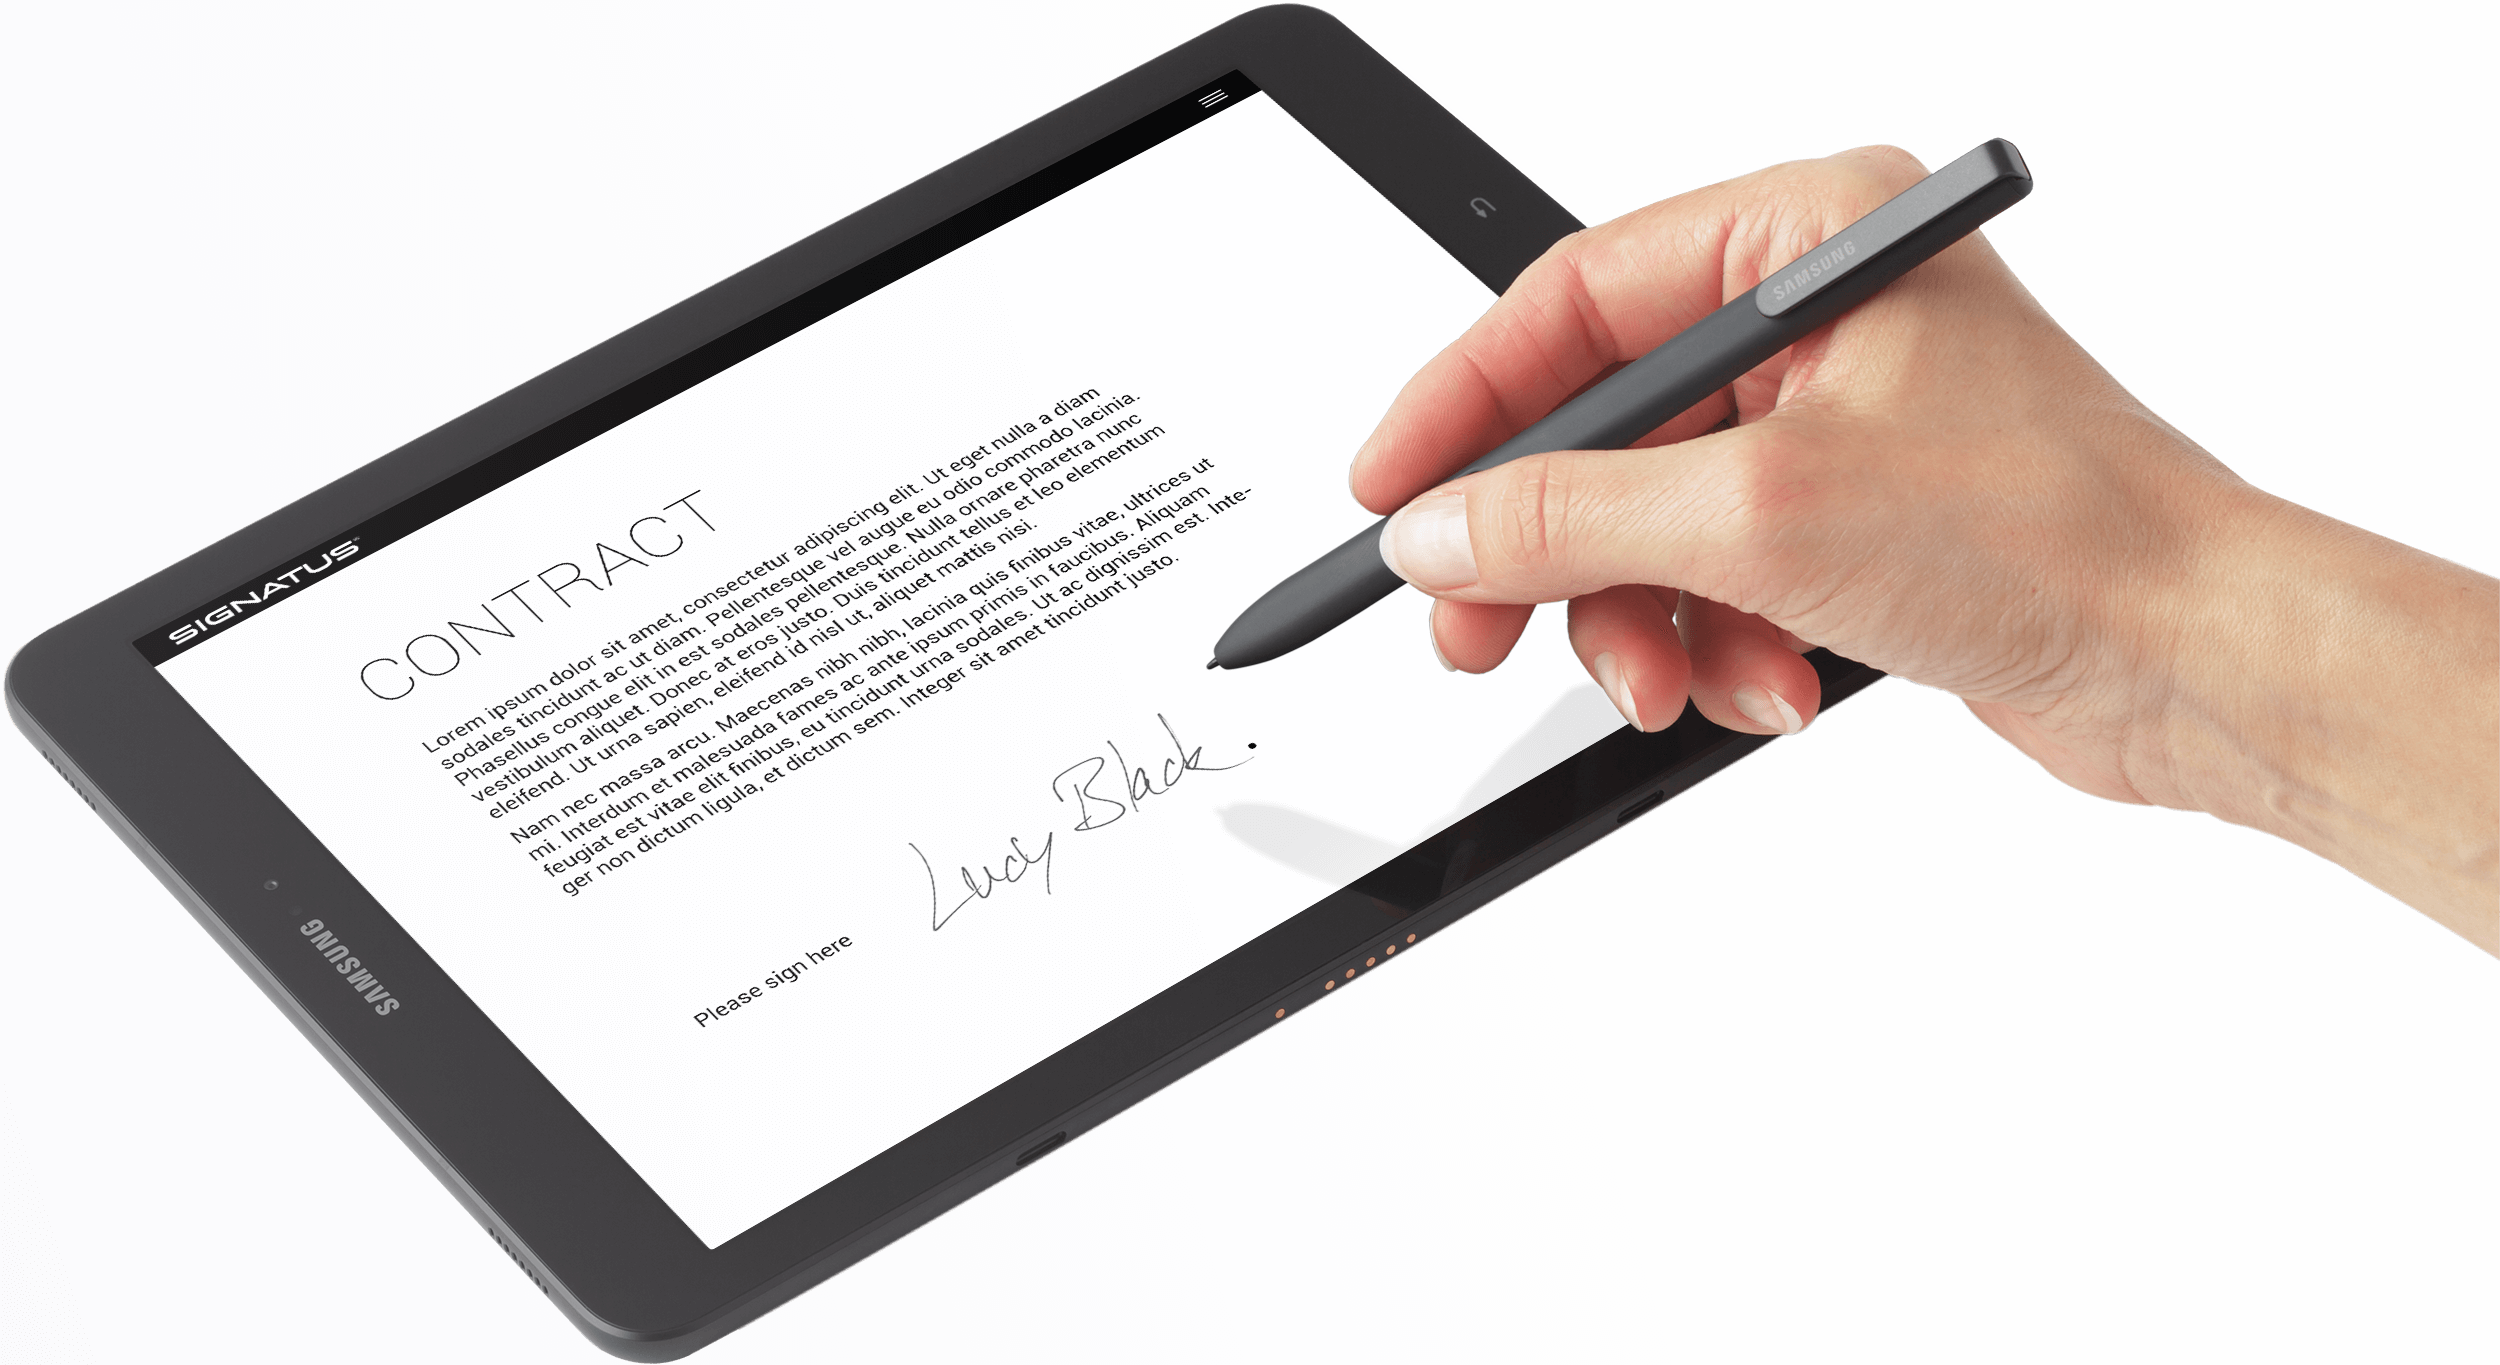 SIGNATUS
CONTRACT
Lorem ipsum dolor sit amet, consectetur adipiscing elit. Ut eget nulla a diam
sodales tincidunt ac ut diam. Pellentesque vel augue eu odio commodo lacinia.
Phasellus congue elit in est sodales pellentesque. Nulla ornare pharetra nunc
vestibulum aliquet. Donec at eros justo. Duis tincidunt tellus et leo elementum
eleifend. Ut urna sapien, eleifend id nisl ut, aliquet mattis nisi.
Nam nec massa arcu. Maecenas nibh nibh, lacinia quis finibus vitae, ultrices ut
mi. Interdum et malesuada fames ac ante ipsum primis in faucibus. Aliquam
feugiat est vitae elit finibus, eu tincidunt urna sodales. Ut ac dignissim est. Inte-
ger non dictum ligula, et dictum sem. Integer sit amet tincidunt justo.
Please sign here
Lucy Black.
SAMSUNG
SAMSUNG